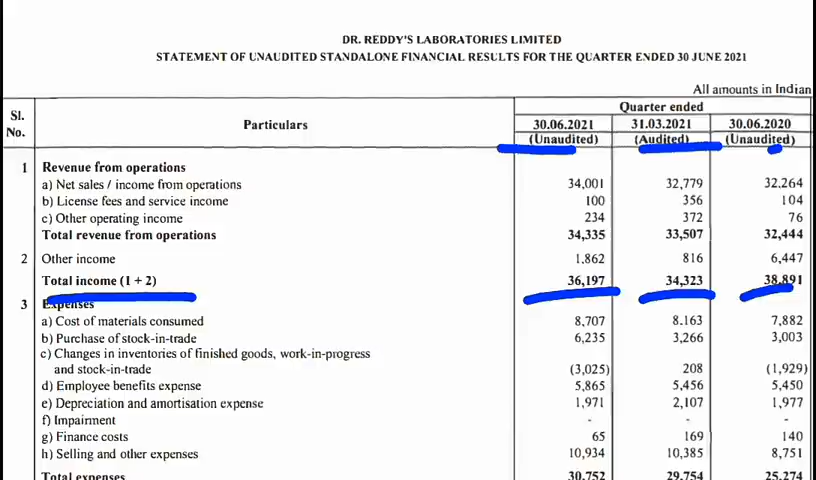 DR. REDDY'S LABORATORIES LIMITED
STATEMENT OF UNAUDITED STANDALONE FINANCIAL RESULTS FOR THE QUARTER ENDED 30 JUNE 2021
All amounts in Indian
Sl. No. Particulars Quarter ended
30.06.2021 31.03.2021 30.06.2020
(Unaudited) (Audited) (Unaudited)
1 Revenue from operations
a) Net sales / income from operations 34,001 32,779 32.264
b) License fees and service income 100 356 104
c) Other operating income 234 372 76
Total revenue from operations 34,335 33,507 32,444
2 Other income 1,862 816 6,447
Total income (1 + 2) 36,197 34,323 38,891
3 Expenses
a) Cost of materials consumed 8,707 8.163 7,882
b) Purchase of stock-in-trade 6,235 3,266 3,003
c) Changes in inventories of finished goods, work-in-progress
and stock-in-trade (3,025) 208 (1,929)
d) Employee benefits expense 5,865 5,456 5,450
e) Depreciation and amortisation expense 1,971 2,107 1,977
f) Impairment - - -
g) Finance costs 65 169 140
h) Selling and other expenses 10,934 10,385 8,751
Total expenses 30,752 29,754 25,274